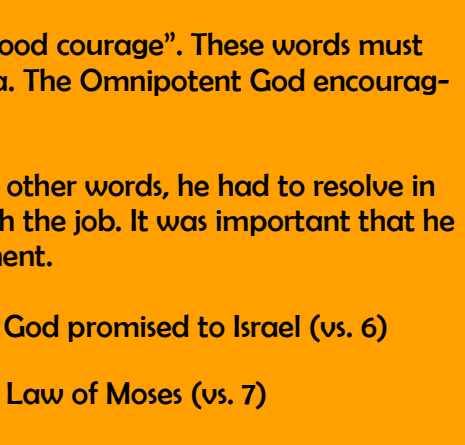 ood courage”. These words must
a. The Omnipotent God encourag-
other words, he had to resolve in
h the job. It was important that he
ent.
God promised to Israel (vs. 6)
Law of Moses (vs. 7)